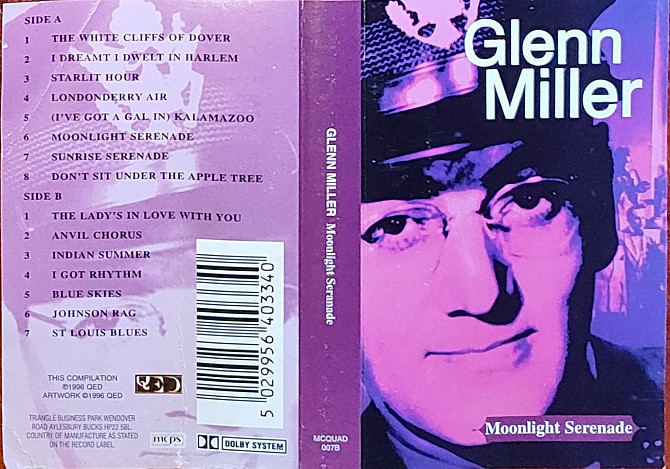 SIDE A
1 THE WHITE CLIFFS OF DOVER
2 I DREAMT I DWELT IN HARLEM
3 STARLIT HOUR
4 LONDONDERRY AIR
5 (I'VE GOT A GAL IN) KALAMAZOO
6 MOONLIGHT SERENADE
7 SUNRISE SERENADE
8 DON'T SIT UNDER THE APPLE TREE
SIDE B
1 THE LADY'S IN LOVE WITH YOU
2 ANVIL CHORUS
3 INDIAN SUMMER
4 I GOT RHYTHM
5 BLUE SKIES
6 JOHNSON RAG
7 ST LOUIS BLUES
THIS COMPILATION
℗1996 QED
ARTWORK ©1996 QED
QED
TRIANGLE BUSINESS PARK WENDOVER
ROAD AYLESBURY BUCKS HP22 5BL.
COUNTRY OF MANUFACTURE AS STATED
ON THE RECORD LABEL.
mcps
5 029956 403340
DOLBY SYSTEM
GLENN MILLER Moonlight Seranade
MCQUAD
007B
Glenn
Miller
Moonlight Serenade